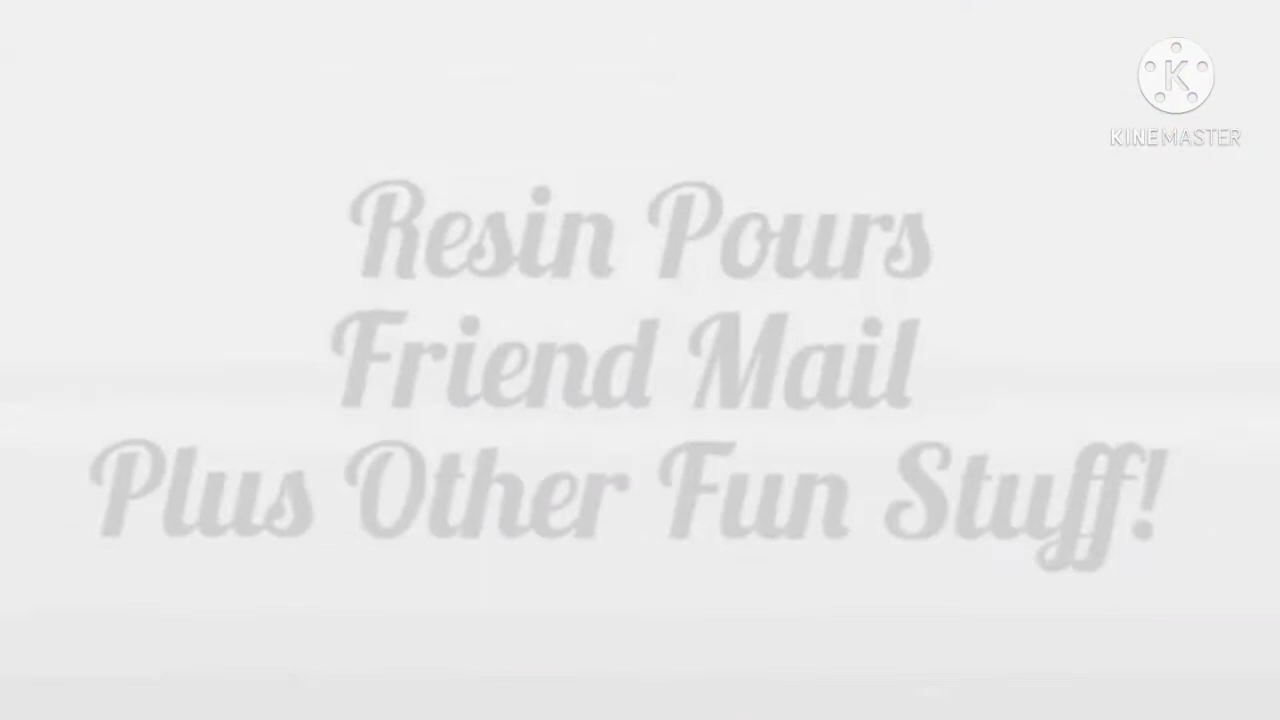 K
KINEMASTER
Resin Pours
Friend Mail
Plus Other Fun Stuff!